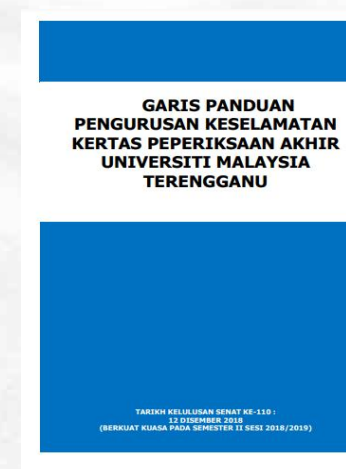 GARIS PANDUAN
PENGURUSAN KESELAMATAN
KERTAS PEPERIKSAAN AKHIR
UNIVERSITI MALAYSIA
TERENGGANU
TARIKH KELULUSAN SENAT KE-110 :
12 DISEMBER 2018
(BERKUAT KUASA PADA SEMESTER II SESI 2018/2019)